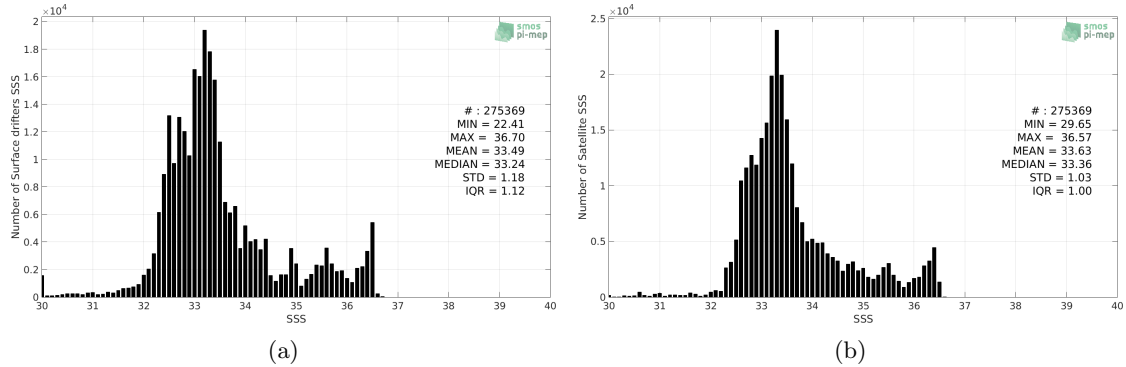 ×10⁴
2
1.8
1.6
1.4
1.2
1
0.8
0.6
0.4
0.2
0
Number of Surface drifters SSS
30 31 32 33 34 35 36 37 38 39 40
SSS
smos
pi-mep
# : 275369
MIN = 22.41
MAX = 36.70
MEAN = 33.49
MEDIAN = 33.24
STD = 1.18
IQR = 1.12
(a)
×10⁴
2.5
2
1.5
1
0.5
0
Number of Satellite SSS
30 31 32 33 34 35 36 37 38 39 40
SSS
smos
pi-mep
# : 275369
MIN = 29.65
MAX = 36.57
MEAN = 33.63
MEDIAN = 33.36
STD = 1.03
IQR = 1.00
(b)